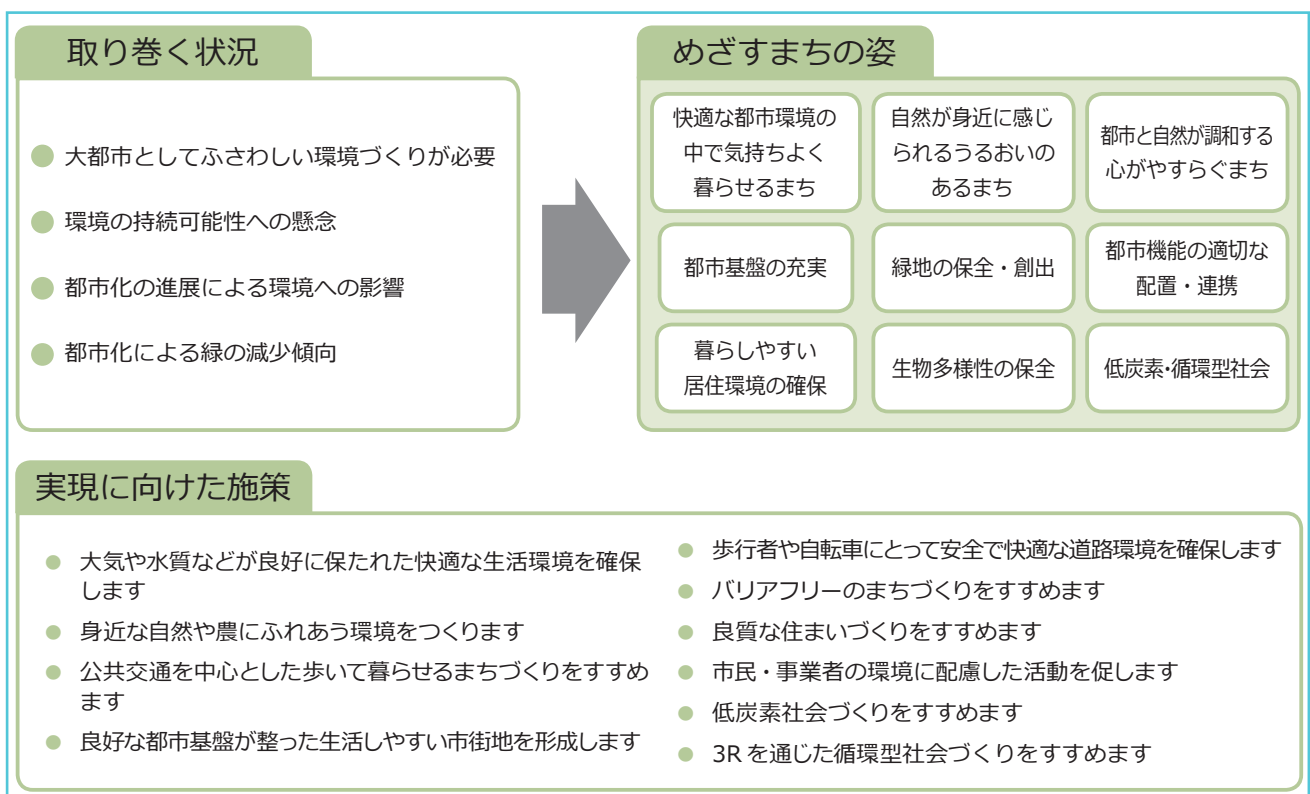 取り巻く状況
大都市としてふさわしい環境づくりが必要
環境の持続可能性への懸念
都市化の進展による環境への影響
都市化による緑の減少傾向
めざすまちの姿
快適な都市環境の
中で気持ちよく
暮らせるまち
自然が身近に感じ
られるうるおいの
あるまち
都市と自然が調和する
心がやすらぐまち
都市基盤の充実
緑地の保全・創出
都市機能の適切な
配置・連携
暮らしやすい
居住環境の確保
生物多様性の保全
低炭素・循環型社会
実現に向けた施策
大気や水質などが良好に保たれた快適な生活環境を確保
します
身近な自然や農にふれあう環境をつくります
公共交通を中心とした歩いて暮らせるまちづくりをすすめ
ます
良好な都市基盤が整った生活しやすい市街地を形成します
歩行者や自転車にとって安全で快適な道路環境を確保します
バリアフリーのまちづくりをすすめます
良質な住まいづくりをすすめます
市民・事業者の環境に配慮した活動を促します
低炭素社会づくりをすすめます
3Rを通じた循環型社会づくりをすすめます